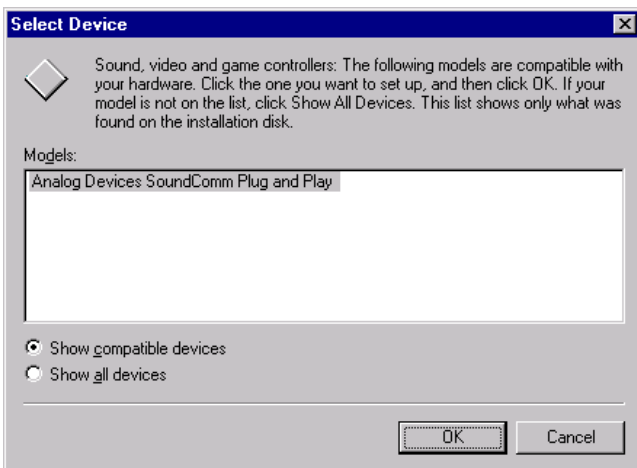 Select Device
Sound, video and game controllers: The following models are compatible with
your hardware. Click the one you want to set up, and then click OK. If your
model is not on the list, click Show All Devices. This list shows only what was
found on the installation disk.
Models:
Analog Devices SoundComm Plug and Play
Show compatible devices
Show all devices
OK
Cancel